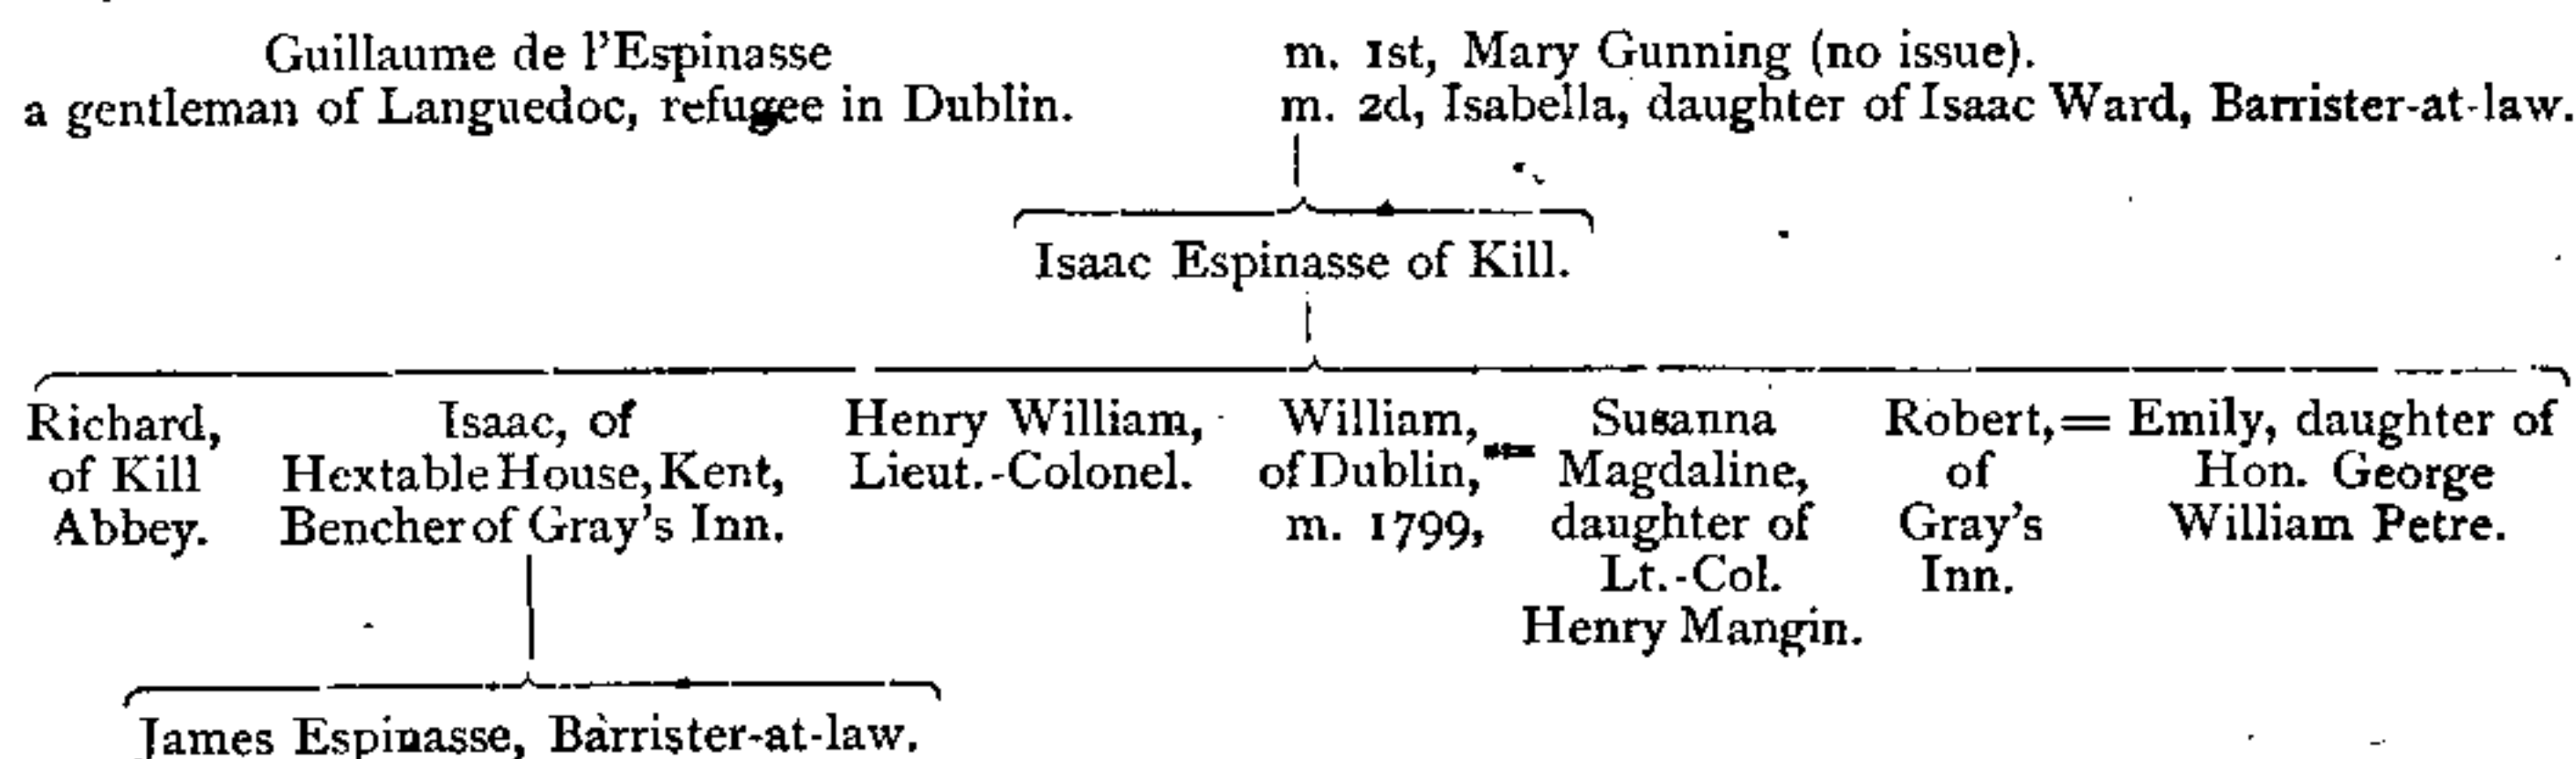 Guillaume de l'Espinasse
a gentleman of Languedoc, refugee in Dublin.
m. 1st, Mary Gunning (no issue).
m. 2d, Isabella, daughter of Isaac Ward, Barrister-at-law.
Isaac Espinasse of Kill.
Richard,
of Kill
Abbey.
Isaac, of
Hextable House, Kent,
Bencher of Gray's Inn.
Henry William,
Lieut.-Colonel.
William,
of Dublin,
m. 1799,
=
Susanna
Magdaline,
daughter of
Lt.-Col.
Henry Mangin.
Robert, =
of
Gray's
Inn.
Emily, daughter of
Hon. George
William Petre.
James Espinasse, Barrister-at-law.